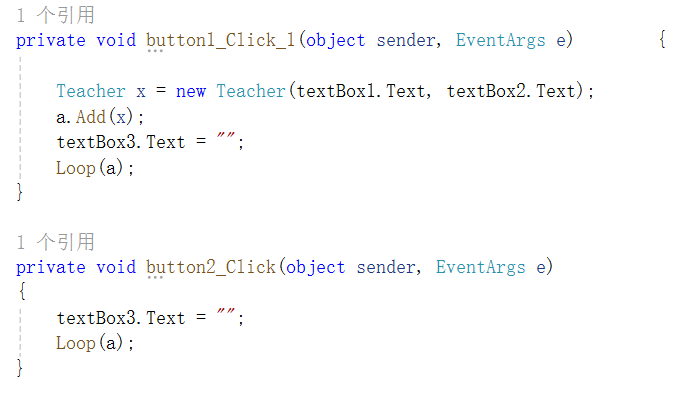 1 个引用
private void button1_Click_1(object sender, EventArgs e)        {
Teacher x = new Teacher(textBox1.Text, textBox2.Text);
a.Add(x);
textBox3.Text = "";
Loop(a);
}
1 个引用
private void button2_Click(object sender, EventArgs e)
{
textBox3.Text = "";
Loop(a);
}